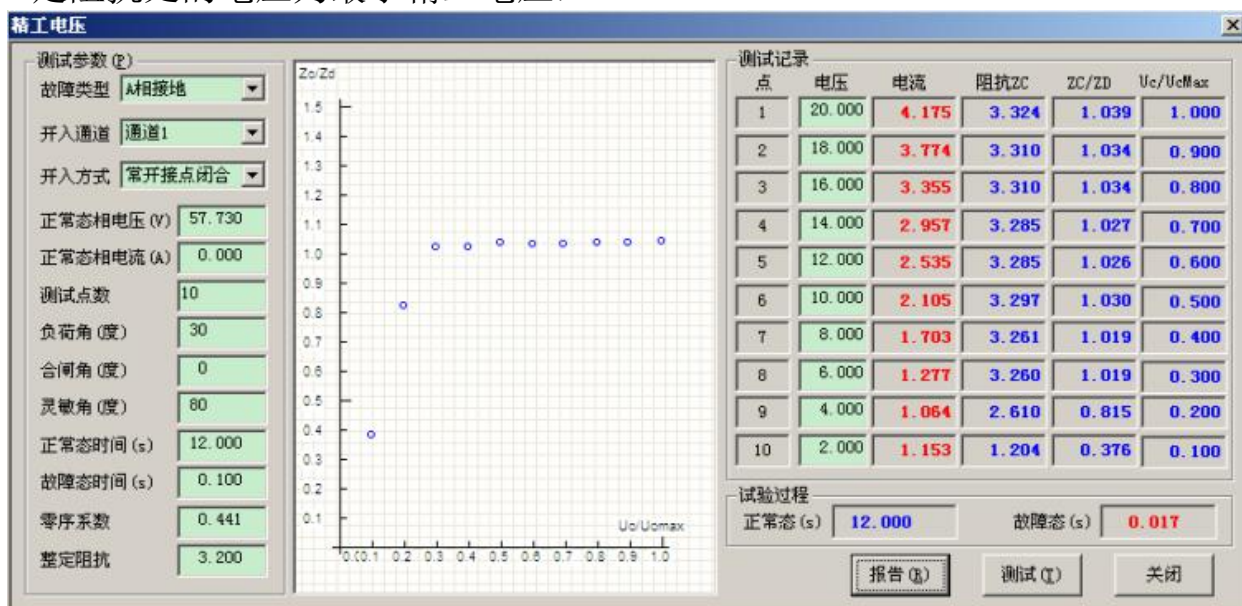 精工电压
测试参数(P)
故障类型 A相接地
开入通道 通道1
开入方式 常开接点闭合
正常态相电压(V) 57.730
正常态相电流(A) 0.000
测试点数 10
负荷角(度) 30
合闸角(度) 0
灵敏角(度) 80
正常态时间(s) 12.000
故障态时间(s) 0.100
零序系数 0.441
整定阻抗 3.200
Zc/Zd
1.5
1.4
1.3
1.2
1.1
1.0
0.9
0.8
0.7
0.6
0.5
0.4
0.3
0.2
0.1
Uc/Ucmax
0.0 0.1 0.2 0.3 0.4 0.5 0.6 0.7 0.8 0.9 1.0
测试记录
点 电压 电流 阻抗ZC ZC/ZD Uc/UcMax
1 20.000 4.175 3.324 1.039 1.000
2 18.000 3.774 3.310 1.034 0.900
3 16.000 3.355 3.310 1.034 0.800
4 14.000 2.957 3.285 1.027 0.700
5 12.000 2.535 3.285 1.026 0.600
6 10.000 2.105 3.297 1.030 0.500
7 8.000 1.703 3.261 1.019 0.400
8 6.000 1.277 3.260 1.019 0.300
9 4.000 1.064 2.610 0.815 0.200
10 2.000 1.153 1.204 0.376 0.100
试验过程
正常态(s) 12.000 故障态(s) 0.017
报告(R) 测试(T) 关闭